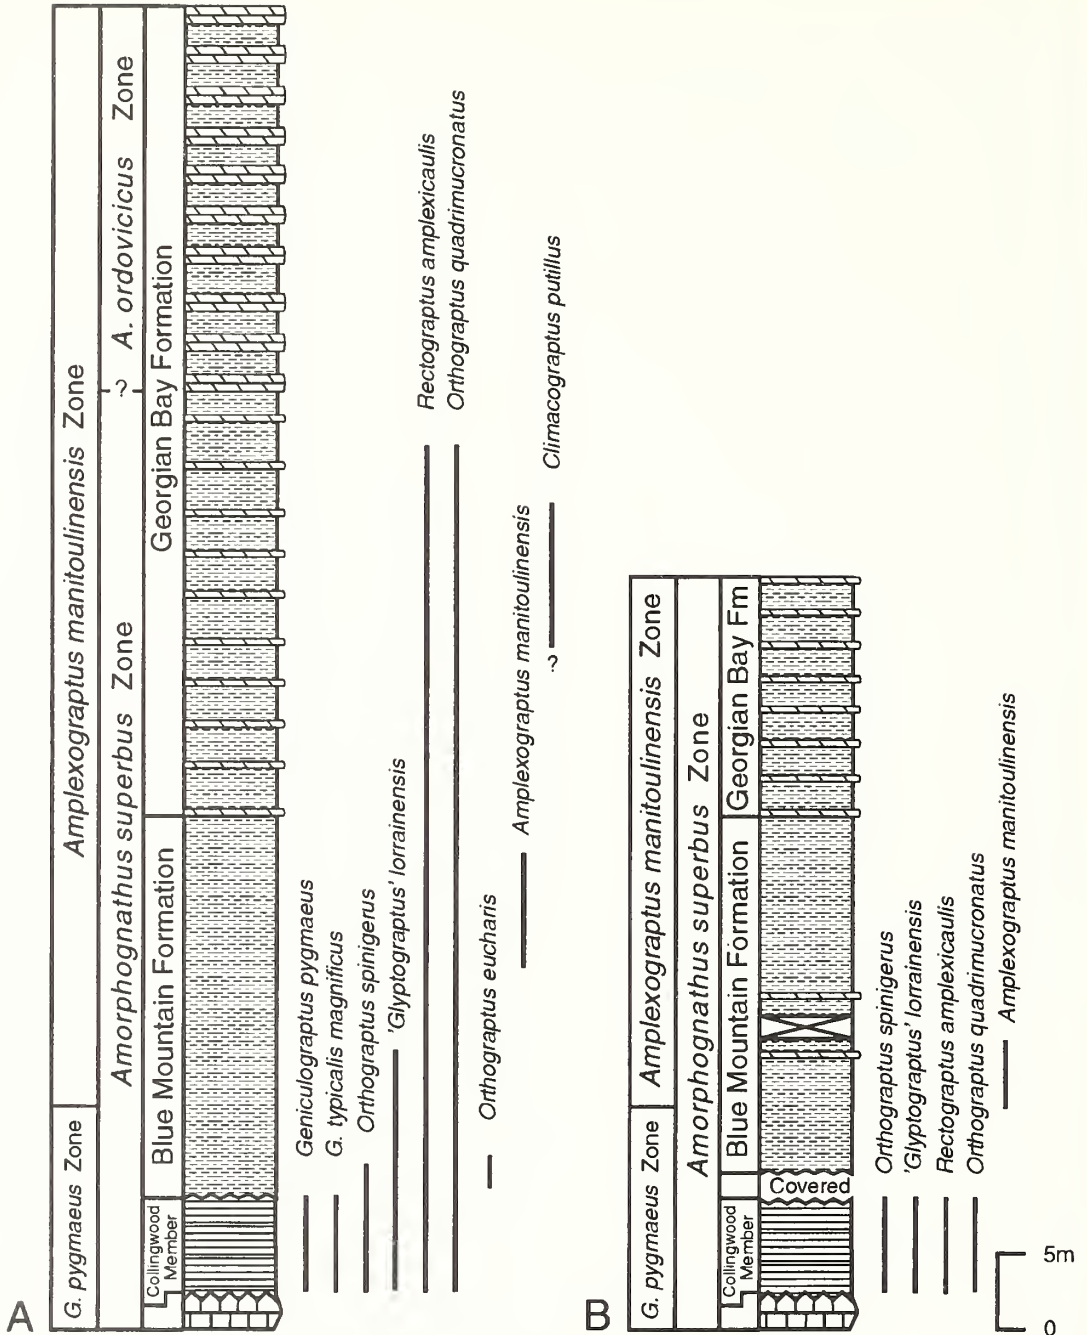 A
G. pygmaeus Zone
Amplexograptus manitoulinensis Zone
Amorphognathus superbus Zone
-?-
A. ordovicicus Zone
Collingwood
Member
Blue Mountain Formation
Georgian Bay Formation
Geniculograptus pygmaeus
G. typicalis magnificus
Orthograptus spinigerus
'Glyptograptus' lorrainensis
Rectograptus amplexicaulis
Orthograptus quadrimucronatus
Orthograptus eucharis
Amplexograptus manitoulinensis
?
Climacograptus putillus
B
G. pygmaeus Zone
Amplexograptus manitoulinensis Zone
Amorphognathus superbus Zone
Collingwood
Member
Blue Mountain Formation
Georgian Bay Fm
Covered
Orthograptus spinigerus
'Glyptograptus' lorrainensis
Rectograptus amplexicaulis
Orthograptus quadrimucronatus
Amplexograptus manitoulinensis
5m
0